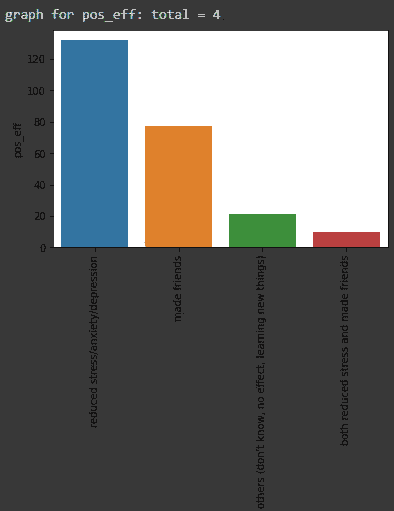 graph for pos_eff: total = 4
120
100
80
60
40
20
0
pos_eff
reduced stress/anxiety/depression
made friends
others (don't know, no effect, learning new things)
both reduced stress and made friends